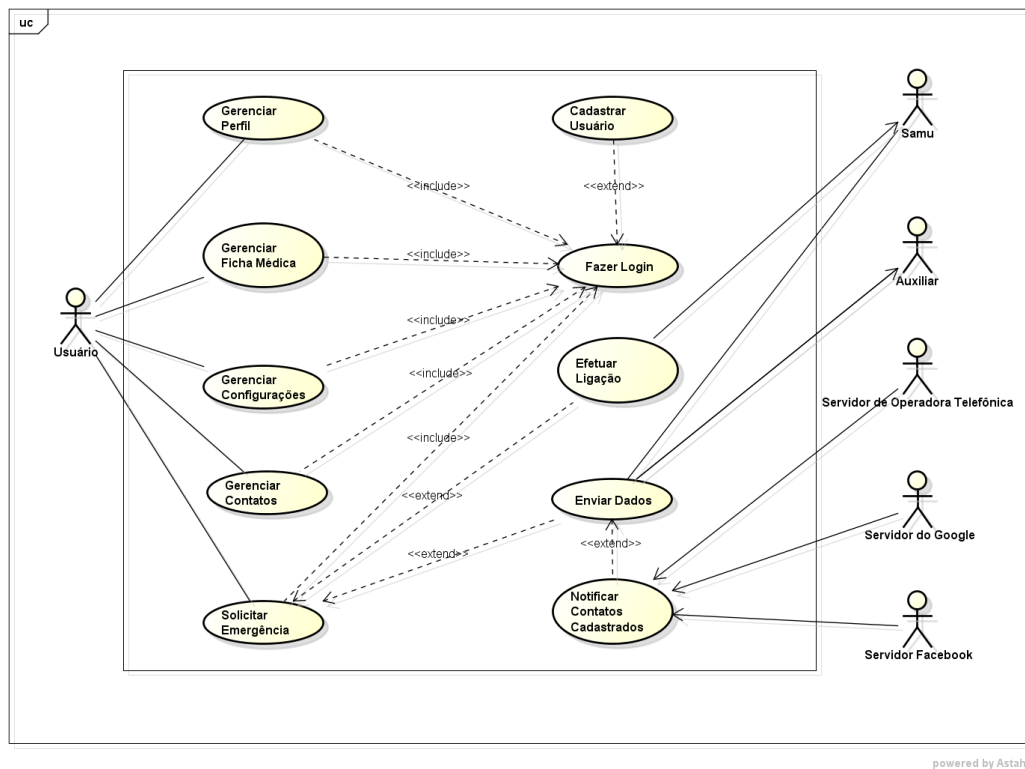 uc
Gerenciar
Perfil
Cadastrar
Usuário
Samu
<<include>>
<<extend>>
Gerenciar
Ficha Médica
<<include>>
Fazer Login
Auxiliar
Usuário
<<include>>
Efetuar
Ligação
Gerenciar
Configurações
<<include>>
Servidor de Operadora Telefônica
<<include>>
Gerenciar
Contatos
<<extend>>
Enviar Dados
Servidor do Google
<<extend>>
<<extend>>
Notificar
Contatos
Cadastrados
Solicitar
Emergência
Servidor Facebook
powered by Astah